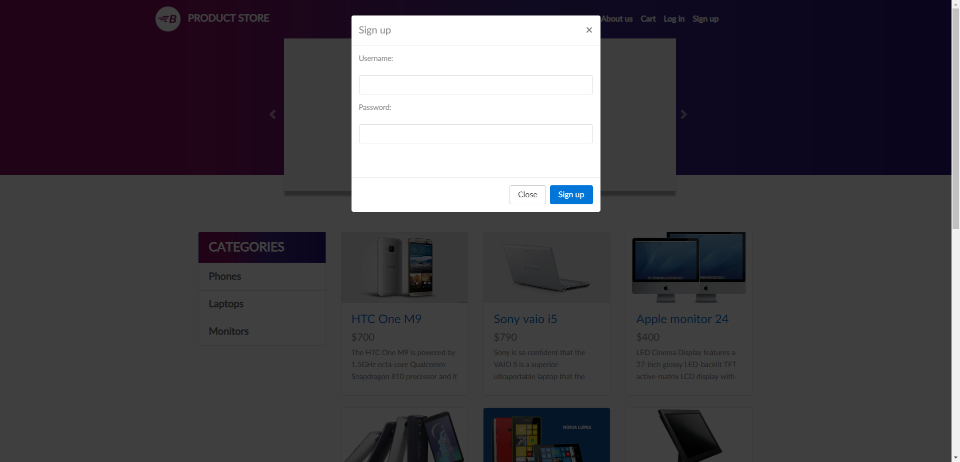 PRODUCT STORE
About us Cart Log in Sign up
Sign up ×
Username:
Password:
Close Sign up
CATEGORIES
Phones
Laptops
Monitors
HTC One M9
$700
The HTC One M9 is powered by
1.5GHz octa-core Qualcomm
Snapdragon 810 processor and it
Sony vaio i5
$790
Sony is so confident that the
VAIO S is a superior
ultraportable laptop that the
Apple monitor 24
$400
LED Cinema Display features a
27-inch glossy LED-backlit TFT
active-matrix LCD display with
NOKIA LUMIA